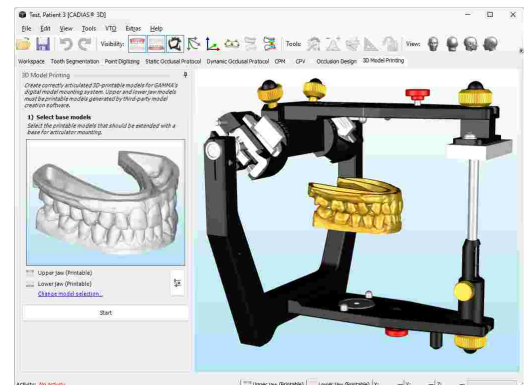 Test, Patient 3 [CADIAS® 3D]
File Edit View Tools VTO Extras Help
Visibility: Tools: View:
Workspace Tooth Segmentation Point Digitizing Static Occlusal Protocol Dynamic Occlusal Protocol CPM CPV Occlusion Design 3D Model Printing
3D Model Printing
Create correctly articulated 3D-printable models for GAMMA's
digital model mounting system. Upper and lower jaw models
must be printable models generated by third-party model
creation software.
1) Select base models
Select the printable models that should be extended with a
base for articulator mounting.
Upper Jaw (Printable)
Lower Jaw (Printable)
Change model selection...
Start
Activity: No activity
Upper Jaw (Printable) Lower Jaw (Printable) X: — Y: — Z: —